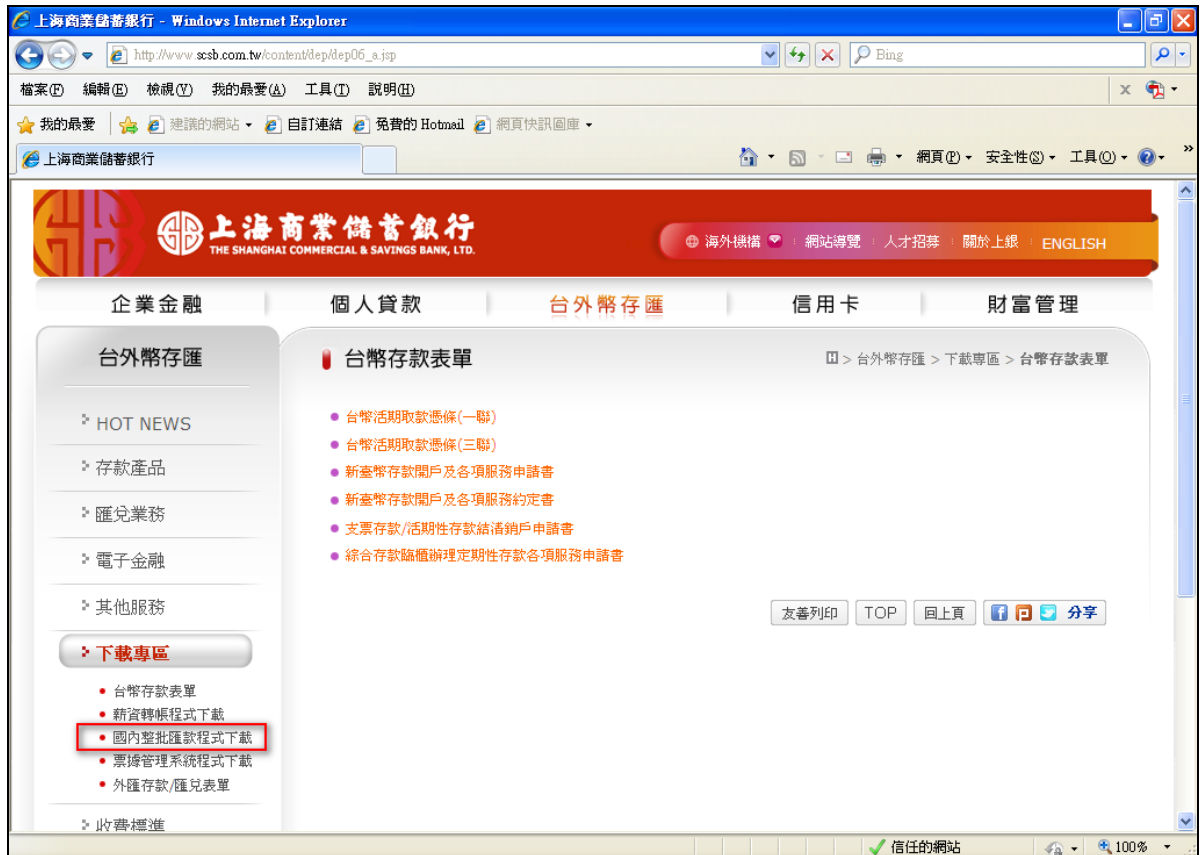 上海商業儲蓄銀行 - Windows Internet Explorer
http://www.scsb.com.tw/content/dep/dep06_a.jsp
Bing
檔案(F) 編輯(E) 檢視(V) 我的最愛(A) 工具(T) 說明(H)
我的最愛 建議的網站 自訂連結 免費的 Hotmail 網頁快訊圖庫
上海商業儲蓄銀行
網頁(P) 安全性(S) 工具(O)
上海商業儲蓄銀行
THE SHANGHAI COMMERCIAL & SAVINGS BANK, LTD.
海外機構 網站導覽 人才招募 關於上銀 ENGLISH
企業金融 個人貸款 台外幣存匯 信用卡 財富管理
台外幣存匯
HOT NEWS
存款產品
匯兌業務
電子金融
其他服務
下載專區
台幣存款表單
薪資轉帳程式下載
國內整批匯款程式下載
票據管理系統程式下載
外匯存款/匯兌表單
收費標準
台幣存款表單
> 台外幣存匯 > 下載專區 > 台幣存款表單
台幣活期取款憑條(一聯)
台幣活期取款憑條(三聯)
新臺幣存款開戶及各項服務申請書
新臺幣存款開戶及各項服務約定書
支票存款/活期性存款結清銷戶申請書
綜合存款臨櫃辦理定期性存款各項服務申請書
友善列印 TOP 回上頁 分享
信任的網站 100%